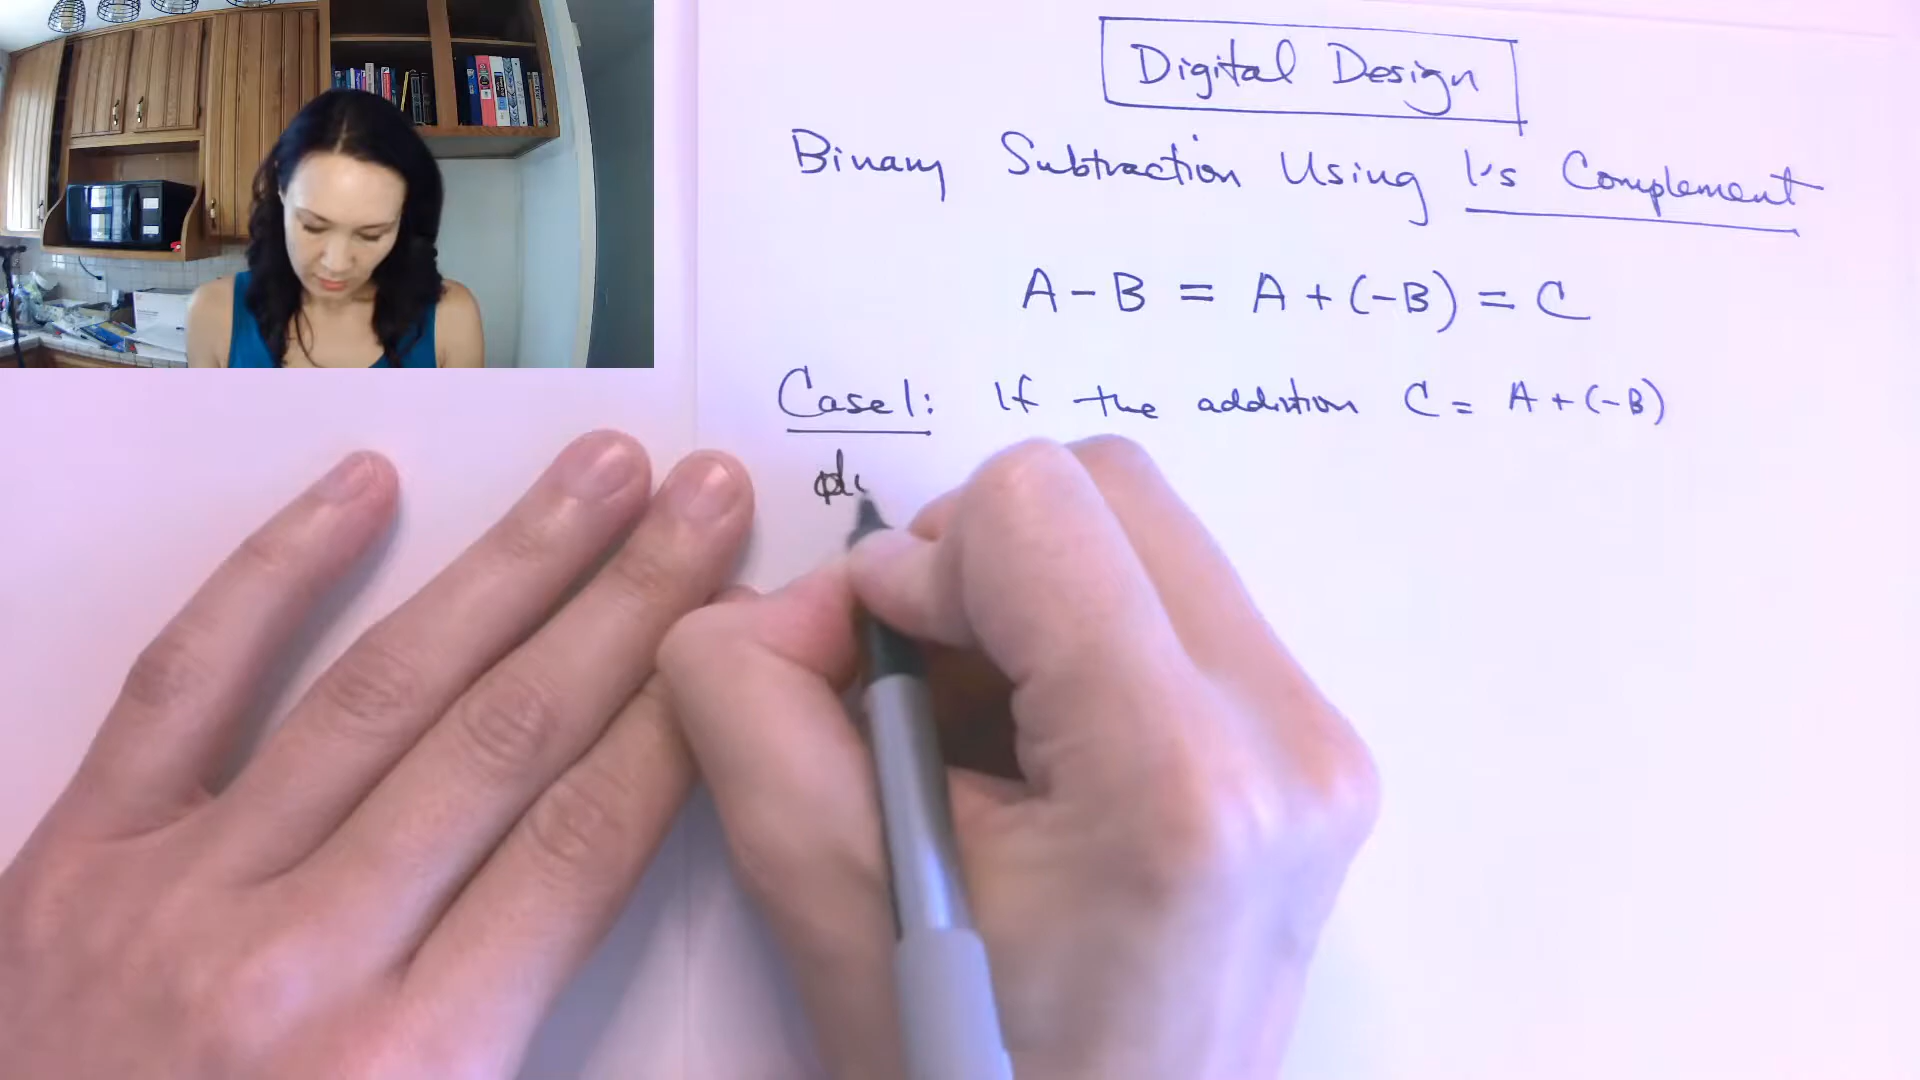 Digital Design
Binary Subtraction Using 1's Complement
A - B = A + (-B) = C
Case 1: If the addition C = A + (-B)